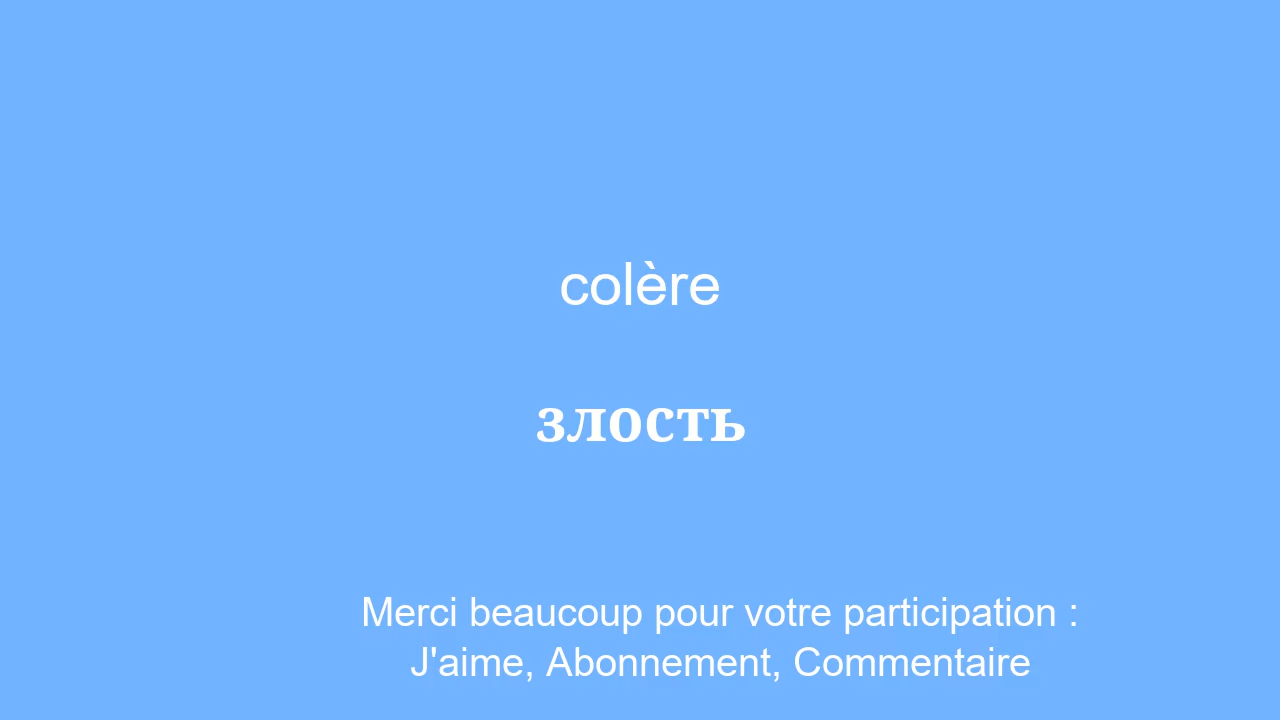 colère
злость
Merci beaucoup pour votre participation :
J'aime, Abonnement, Commentaire